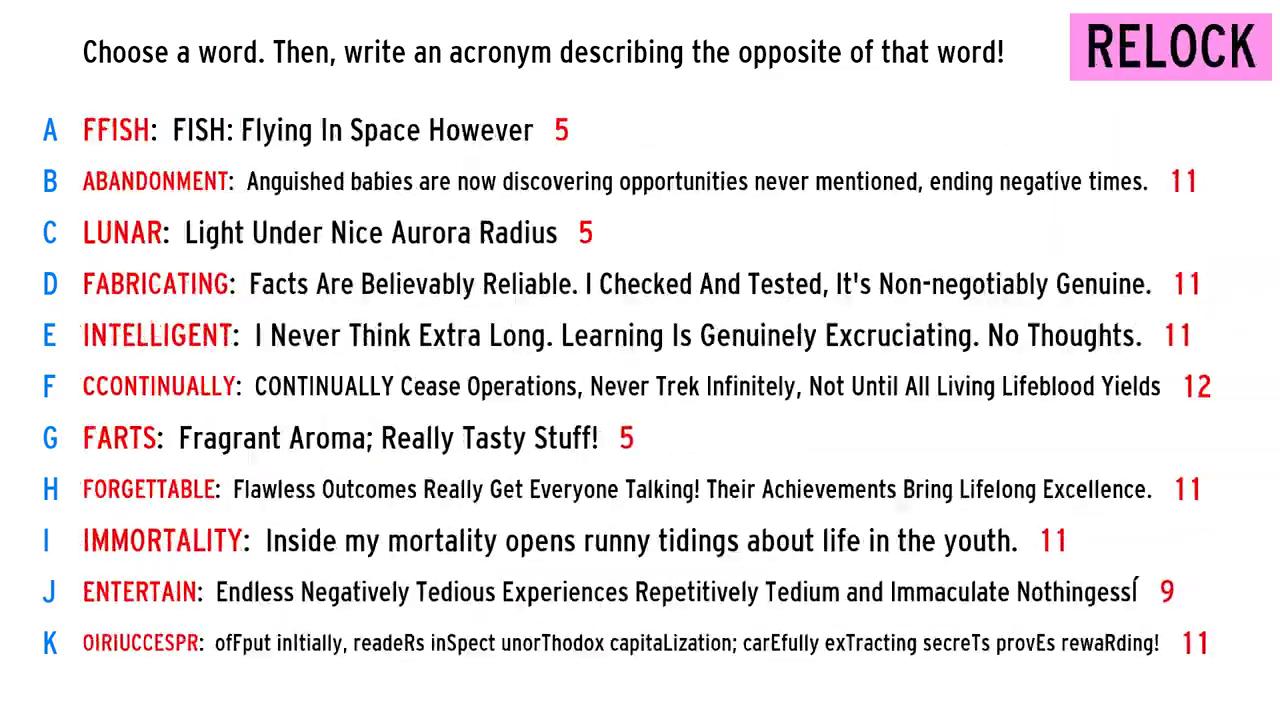 Choose a word. Then, write an acronym describing the opposite of that word!
RELOCK
A FFISH: FISH: Flying In Space However 5
B ABANDONMENT: Anguished babies are now discovering opportunities never mentioned, ending negative times. 11
C LUNAR: Light Under Nice Aurora Radius 5
D FABRICATING: Facts Are Believably Reliable. I Checked And Tested, It's Non-negotiably Genuine. 11
E INTELLIGENT: I Never Think Extra Long. Learning Is Genuinely Excruciating. No Thoughts. 11
F CCONTINUALLY: CONTINUALLY Cease Operations, Never Trek Infinitely, Not Until All Living Lifeblood Yields 12
G FARTS: Fragrant Aroma; Really Tasty Stuff! 5
H FORGETTABLE: Flawless Outcomes Really Get Everyone Talking! Their Achievements Bring Lifelong Excellence. 11
I IMMORTALITY: Inside my mortality opens runny tidings about life in the youth. 11
J ENTERTAIN: Endless Negatively Tedious Experiences Repetitively Tedium and Immaculate NothingessÍ 9
K OIRIUCCESPR: ofFput inItially, readeRs inSpect unorThodox capitaLization; carEfully exTracting secreTs provEs rewaRding! 11